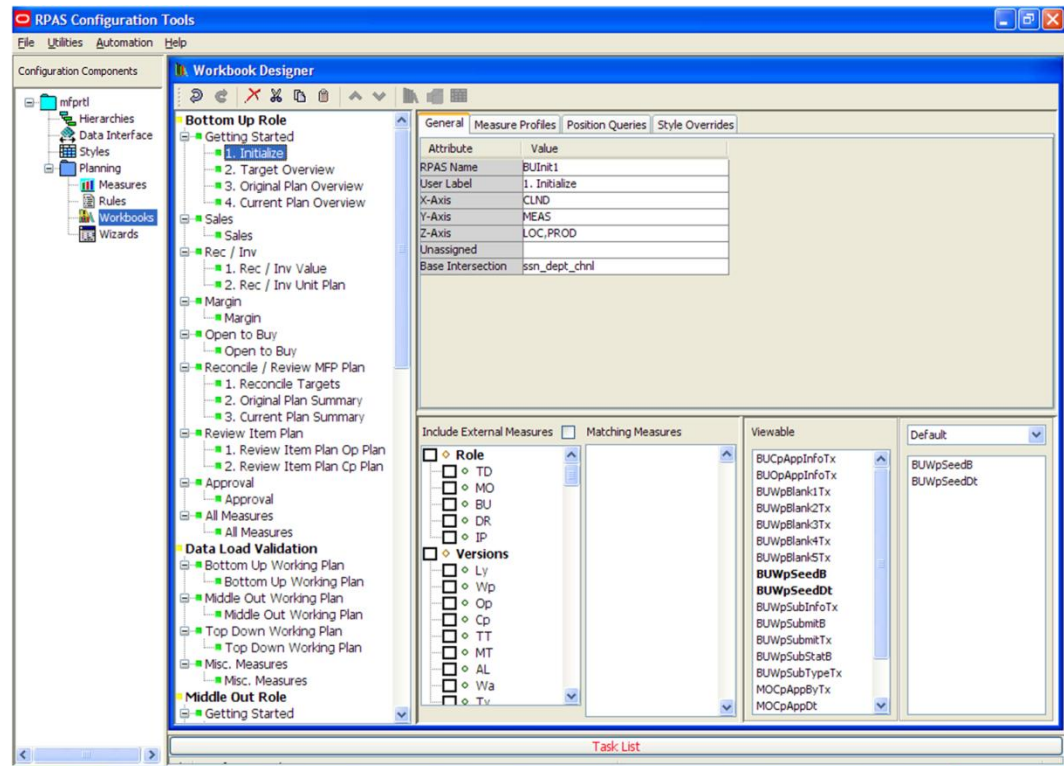 RPAS Configuration Tools
File Utilities Automation Help
Configuration Components
mfprtl
Hierarchies
Data Interface
Styles
Planning
Measures
Rules
Workbooks
Wizards
Workbook Designer
Bottom Up Role
Getting Started
1. Initialize
2. Target Overview
3. Original Plan Overview
4. Current Plan Overview
Sales
Sales
Rec / Inv
1. Rec / Inv Value
2. Rec / Inv Unit Plan
Margin
Margin
Open to Buy
Open to Buy
Reconcile / Review MFP Plan
1. Reconcile Targets
2. Original Plan Summary
3. Current Plan Summary
Review Item Plan
1. Review Item Plan Op Plan
2. Review Item Plan Cp Plan
Approval
Approval
All Measures
All Measures
Data Load Validation
Bottom Up Working Plan
Bottom Up Working Plan
Middle Out Working Plan
Middle Out Working Plan
Top Down Working Plan
Top Down Working Plan
Misc. Measures
Misc. Measures
Middle Out Role
Getting Started
General Measure Profiles Position Queries Style Overrides
Attribute Value
RPAS Name BUInit1
User Label 1. Initialize
X-Axis CLND
Y-Axis MEAS
Z-Axis LOC,PROD
Unassigned
Base Intersection ssn_dept_chnl
Include External Measures
Role
TD
MO
BU
DR
IP
Versions
Ly
Wp
Op
Cp
TT
MT
AL
Wa
Ty
Matching Measures
Viewable
BUCpAppInfoTx
BUOpAppInfoTx
BUWpBlank1Tx
BUWpBlank2Tx
BUWpBlank3Tx
BUWpBlank4Tx
BUWpBlank5Tx
BUWpSeedB
BUWpSeedDt
BUWpSubInfoTx
BUWpSubmitB
BUWpSubmitTx
BUWpSubStatB
BUWpSubTypeTx
MOCpAppByTx
MOCpAppDt
Default
BUWpSeedB
BUWpSeedDt
Task List